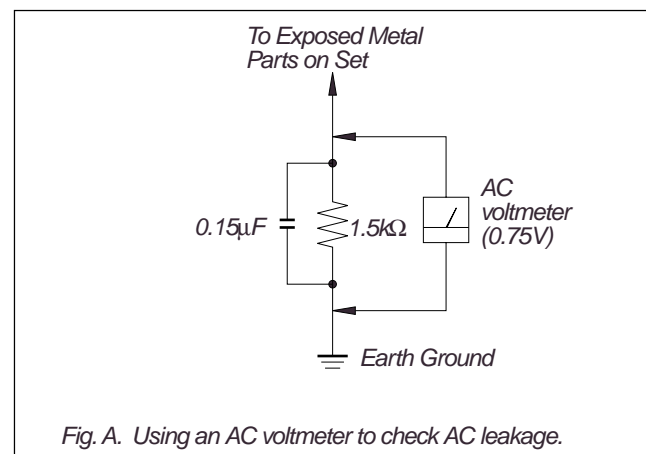 To Exposed Metal
Parts on Set
0.15µF
1.5kΩ
AC
voltmeter
(0.75V)
Earth Ground
Fig. A. Using an AC voltmeter to check AC leakage.